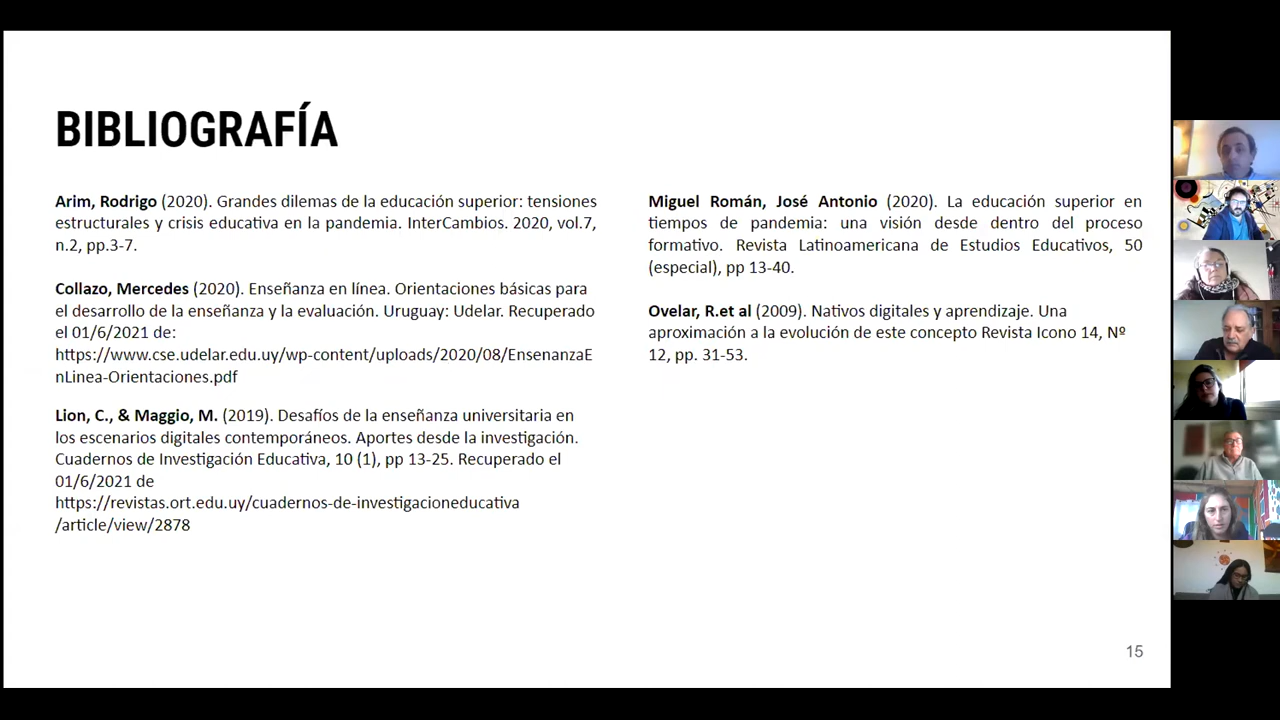 BIBLIOGRAFÍA
Arim, Rodrigo (2020). Grandes dilemas de la educación superior: tensiones
estructurales y crisis educativa en la pandemia. InterCambios. 2020, vol.7,
n.2, pp.3-7.
Collazo, Mercedes (2020). Enseñanza en línea. Orientaciones básicas para
el desarrollo de la enseñanza y la evaluación. Uruguay: Udelar. Recuperado
el 01/6/2021 de:
https://www.cse.udelar.edu.uy/wp-content/uploads/2020/08/EnsenanzaE
nLinea-Orientaciones.pdf
Lion, C., & Maggio, M. (2019). Desafíos de la enseñanza universitaria en
los escenarios digitales contemporáneos. Aportes desde la investigación.
Cuadernos de Investigación Educativa, 10 (1), pp 13-25. Recuperado el
01/6/2021 de
https://revistas.ort.edu.uy/cuadernos-de-investigacioneducativa
/article/view/2878
Miguel Román, José Antonio (2020). La educación superior en
tiempos de pandemia: una visión desde dentro del proceso
formativo. Revista Latinoamericana de Estudios Educativos, 50
(especial), pp 13-40.
Ovelar, R.et al (2009). Nativos digitales y aprendizaje. Una
aproximación a la evolución de este concepto Revista Icono 14, Nº
12, pp. 31-53.
15